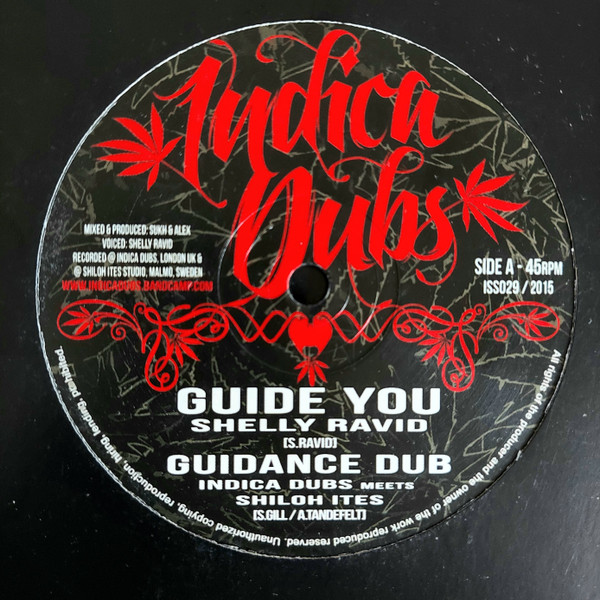 Indica
Dubs
MIXED & PRODUCED: SUKH & ALEX
VOICED: SHELLY RAVID
RECORDED @ INDICA DUBS, LONDON UK &
@ SHILOH ITES STUDIO, MALMO, SWEDEN
WWW.INDICADUBS.BANDCAMP.COM
SIDE A - 45RPM
ISS029 / 2015
GUIDE YOU
SHELLY RAVID
[S.RAVID]
GUIDANCE DUB
INDICA DUBS MEETS
SHILOH ITES
[S.GILL / A.TANDEFELT]
All rights of the producer and the owner of the work reproduced reserved. Unauthorized copying, reproduction, hiring, lending, prohibited.